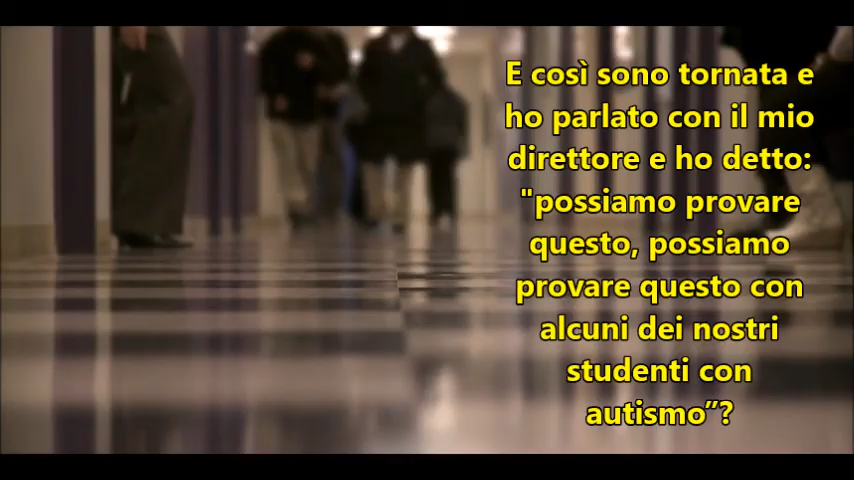 E così sono tornata e
ho parlato con il mio
direttore e ho detto:
"possiamo provare
questo, possiamo
provare questo con
alcuni dei nostri
studenti con
autismo”?